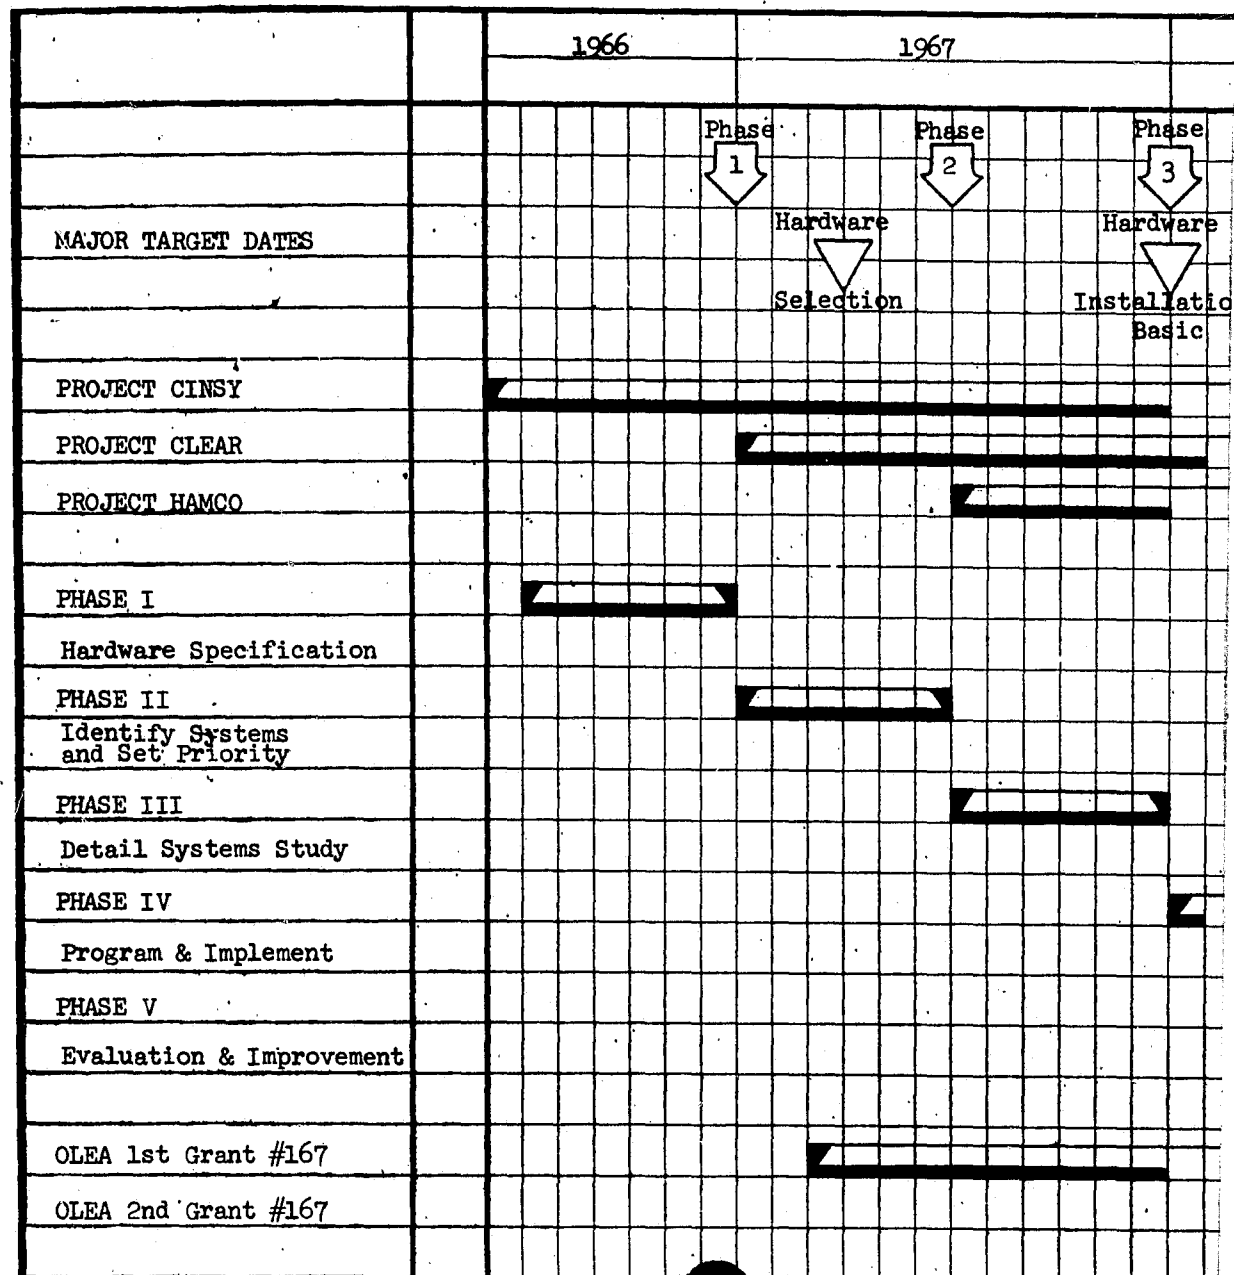 1966 1967
Phase Phase Phase
1 2 3
Hardware Hardware
MAJOR TARGET DATES
Selection Installatio
Basic
PROJECT CINSY
PROJECT CLEAR
PROJECT HAMCO
PHASE I
Hardware Specification
PHASE II
Identify Systems
and Set Priority
PHASE III
Detail Systems Study
PHASE IV
Program & Implement
PHASE V
Evaluation & Improvement
OLEA 1st Grant #167
OLEA 2nd Grant #167